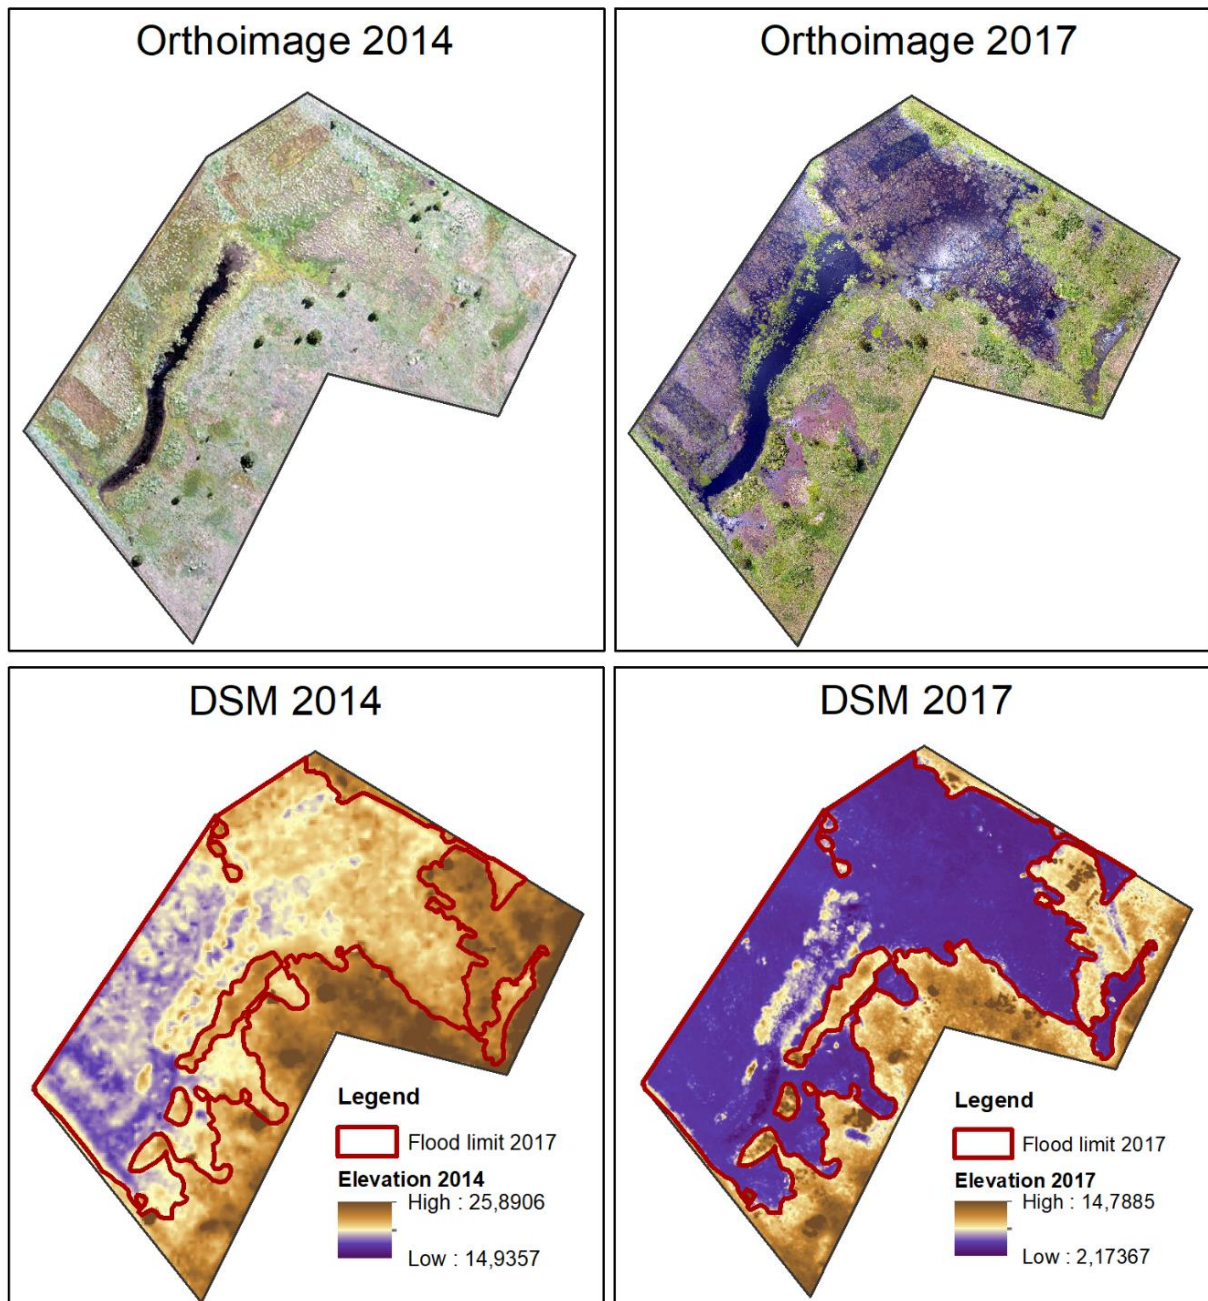 Orthoimage 2014
Orthoimage 2017
DSM 2014
Legend
Flood limit 2017
Elevation 2014
High : 25,8906
Low : 14,9357
DSM 2017
Legend
Flood limit 2017
Elevation 2017
High : 14,7885
Low : 2,17367